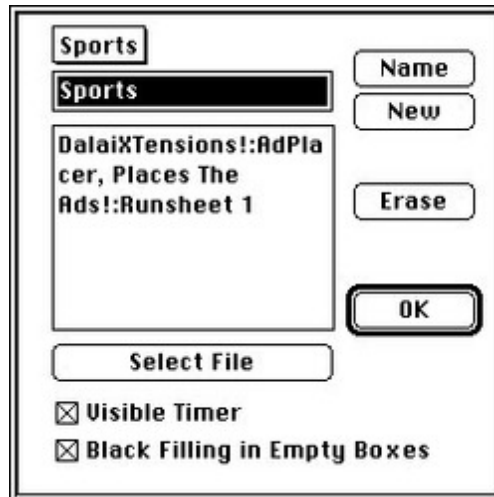 Sports
Name
Sports
New
DalaiXTensions!:AdPla
cer, Places The
Ads!:Runsheet 1
Erase
OK
Select File
Visible Timer
Black Filling in Empty Boxes